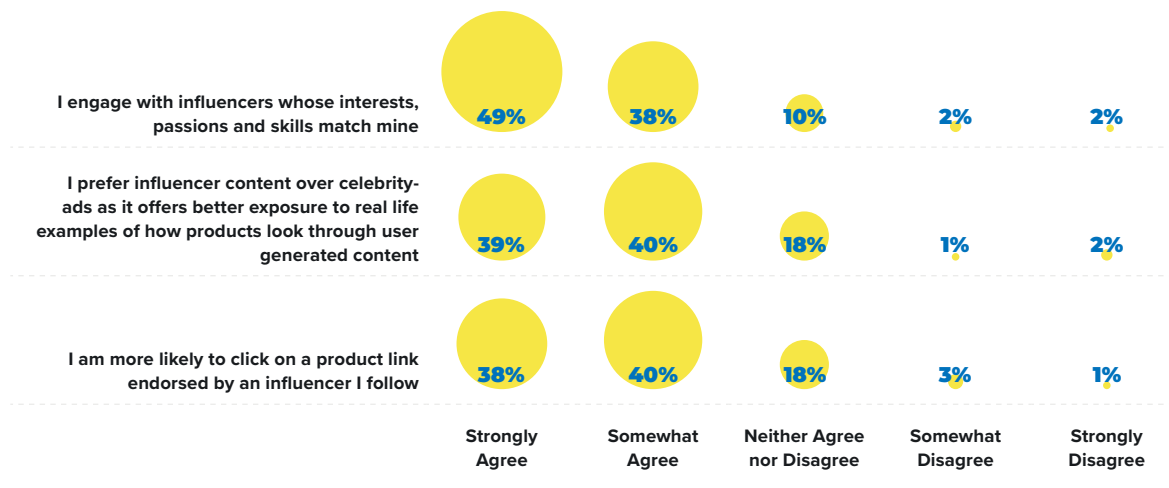 I engage with influencers whose interests,
passions and skills match mine
49% 38% 10% 2% 2%
I prefer influencer content over celebrity-
ads as it offers better exposure to real life
examples of how products look through user
generated content
39% 40% 18% 1% 2%
I am more likely to click on a product link
endorsed by an influencer I follow
38% 40% 18% 3% 1%
Strongly Agree
Somewhat Agree
Neither Agree nor Disagree
Somewhat Disagree
Strongly Disagree